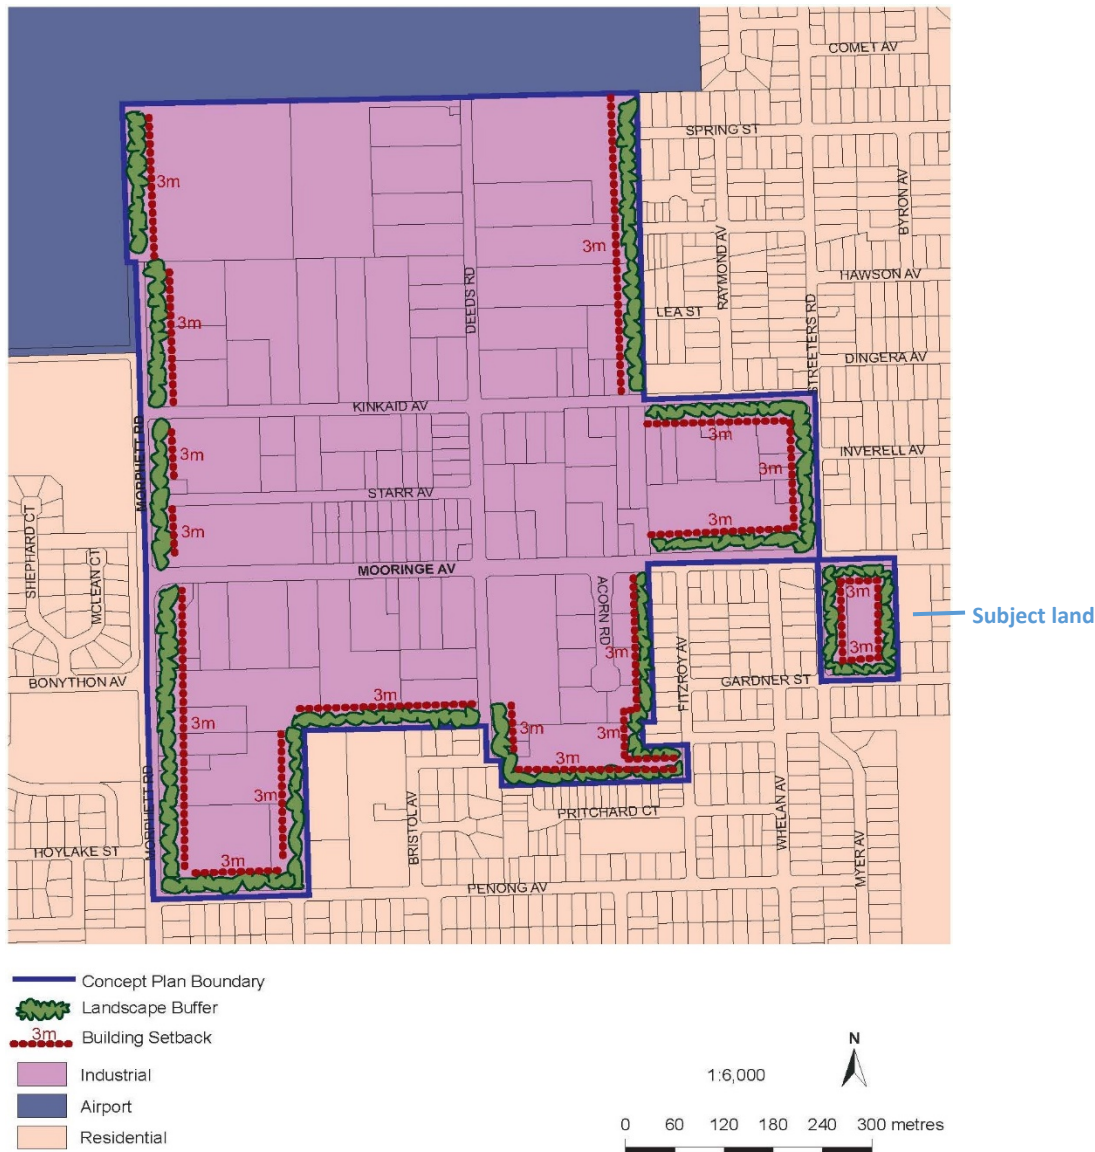 COMET AV
SPRING ST
BYRON AV
3m
RAYMOND AV
3m
HAWSON AV
DEEDS RD
LEA ST
STREETERS RD
3m
DINGERA AV
KINKAID AV
3m
MORPHETT RD
3m
3m
INVERELL AV
STARR AV
3m
3m
SHEPHARD CT
MCLEAN CT
MOORINGE AV
ACORN RD
3m
Subject land
3m
3m
FITZROY AV
BONYTHON AV
GARDNER ST
3m
3m
3m
3m
3m
MORPHETT RD
3m
BRISTOL AV
PRITCHARD CT
WHELAN AV
MYER AV
HOYLAKE ST
3m
PENONG AV
Concept Plan Boundary
Landscape Buffer
3m
Building Setback
Industrial
Airport
Residential
1:6,000
N
0 60 120 180 240 300 metres